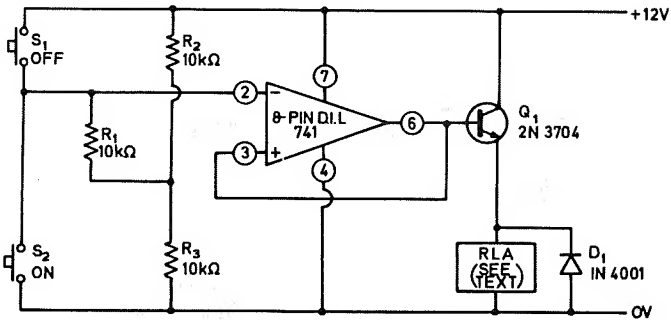 +12V
S1
OFF
R2
10kΩ
7
2
−
8-PIN D.I.L
741
6
Q1
2N 3704
R1
10kΩ
3
+
4
S2
ON
R3
10kΩ
RLA
(SEE
TEXT)
D1
IN 4001
0V